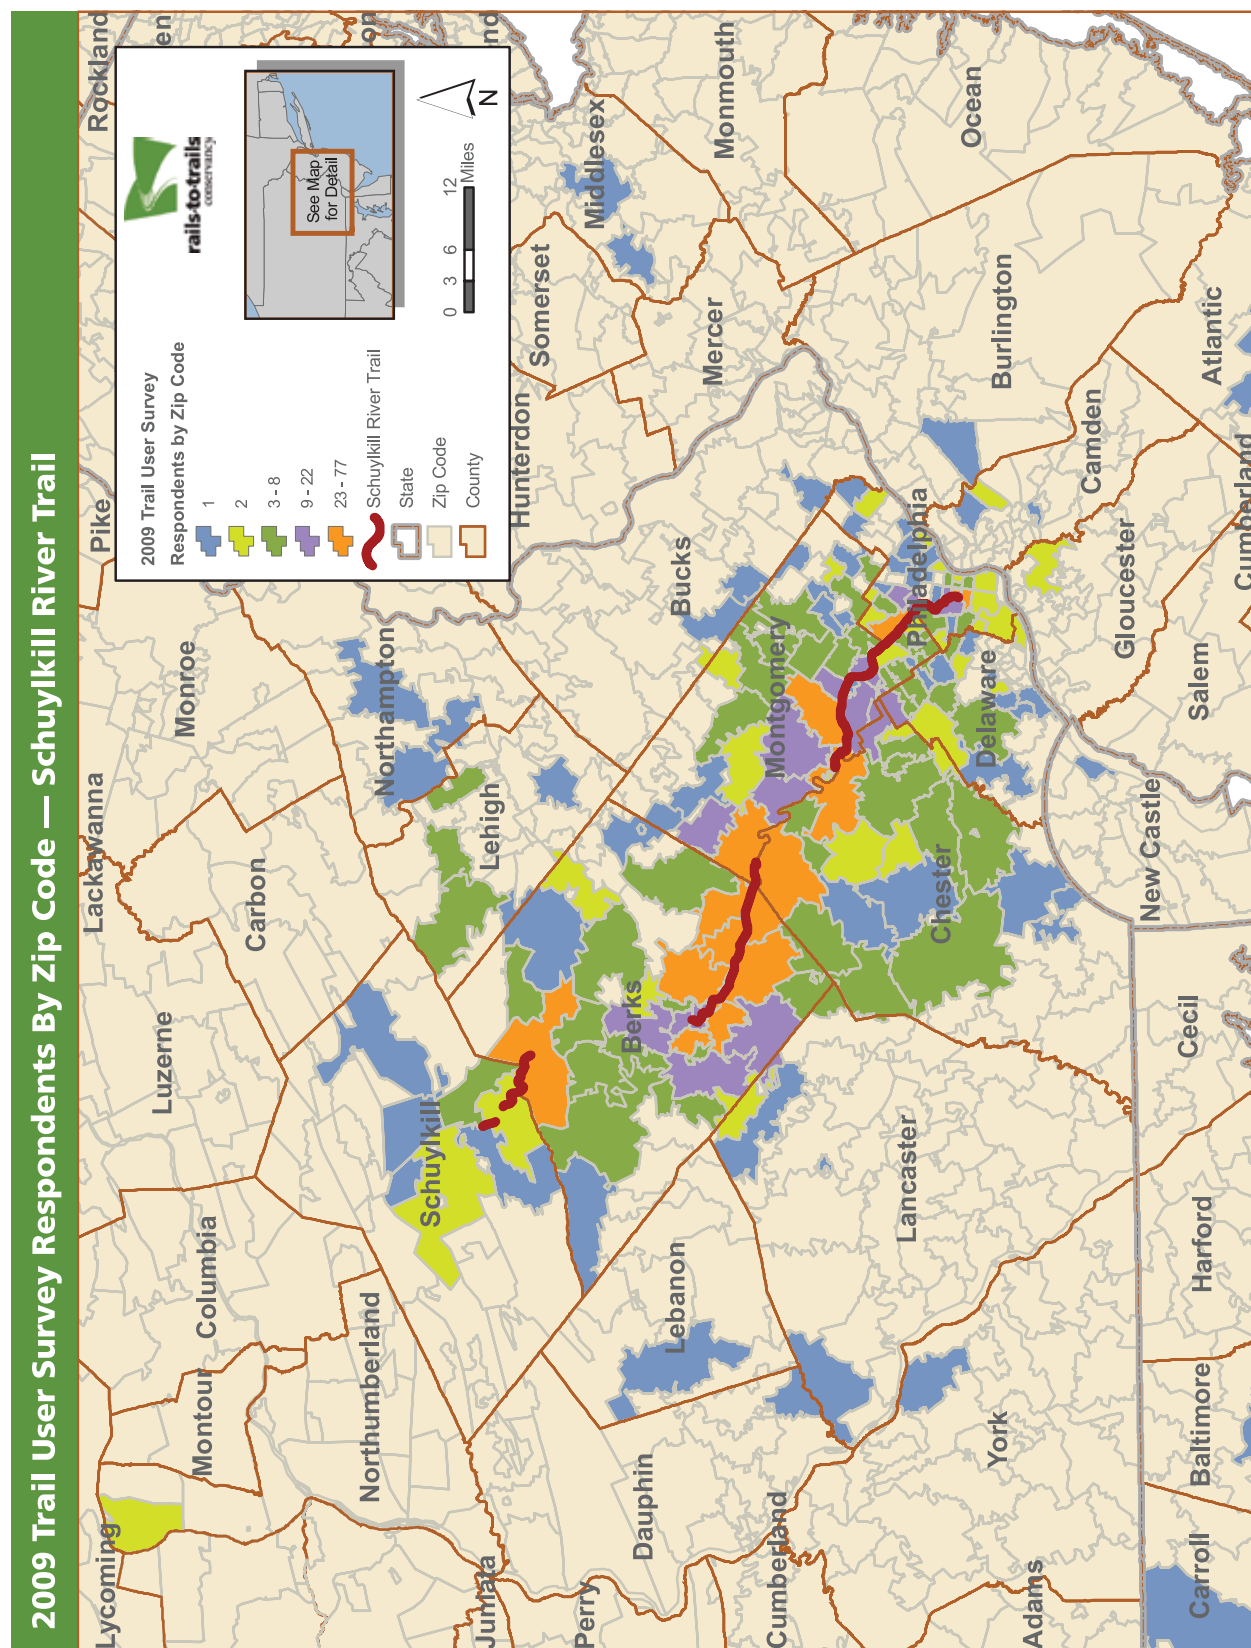 2009 Trail User Survey Respondents By Zip Code — Schuylkill River Trail
2009 Trail User Survey
Respondents by Zip Code
1
2
3 - 8
9 - 22
23 - 77
Schuylkill River Trail
State
Zip Code
County
rails·to·trails
conservancy
See Map
for Detail
0 3 6 12
Miles
N
Lycoming
Lackawanna
Pike
Rockland
Montour
Columbia
Luzerne
Carbon
Monroe
Northumberland
Schuylkill
Northampton
Lehigh
Hunterdon
Somerset
Middlesex
Juniata
Perry
Dauphin
Lebanon
Berks
Bucks
Mercer
Monmouth
Cumberland
Montgomery
Lancaster
Chester
Philadelphia
Delaware
Burlington
Ocean
York
Adams
Camden
Gloucester
New Castle
Salem
Atlantic
Cumberland
Cecil
Harford
Baltimore
Carroll